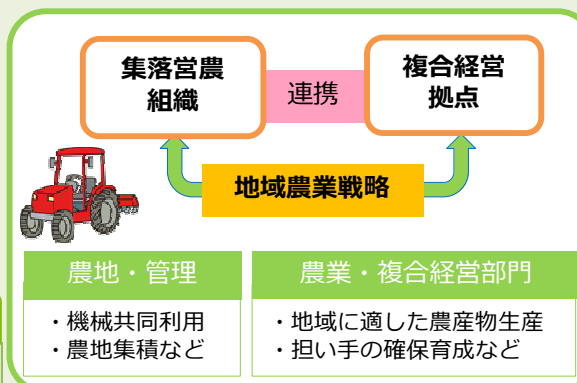 集落営農
組織
連携
複合経営
拠点
地域農業戦略
農地・管理
・機械共同利用
・農地集積など
農業・複合経営部門
・地域に適した農産物生産
・担い手の確保育成など